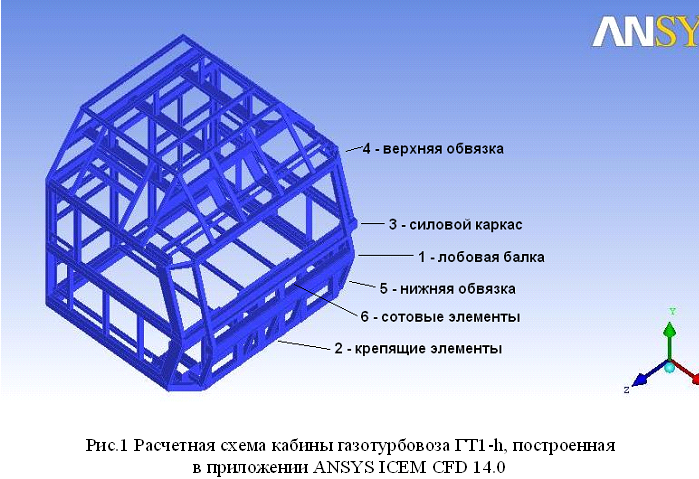 ANSY
4 - верхняя обвязка
3 - силовой каркас
1 - лобовая балка
5 - нижняя обвязка
6 - сотовые элементы
2 - крепящие элементы
Y
Z
Рис.1 Расчетная схема кабины газотурбовоза ГТ1-h, построенная
в приложении ANSYS ICEM CFD 14.0